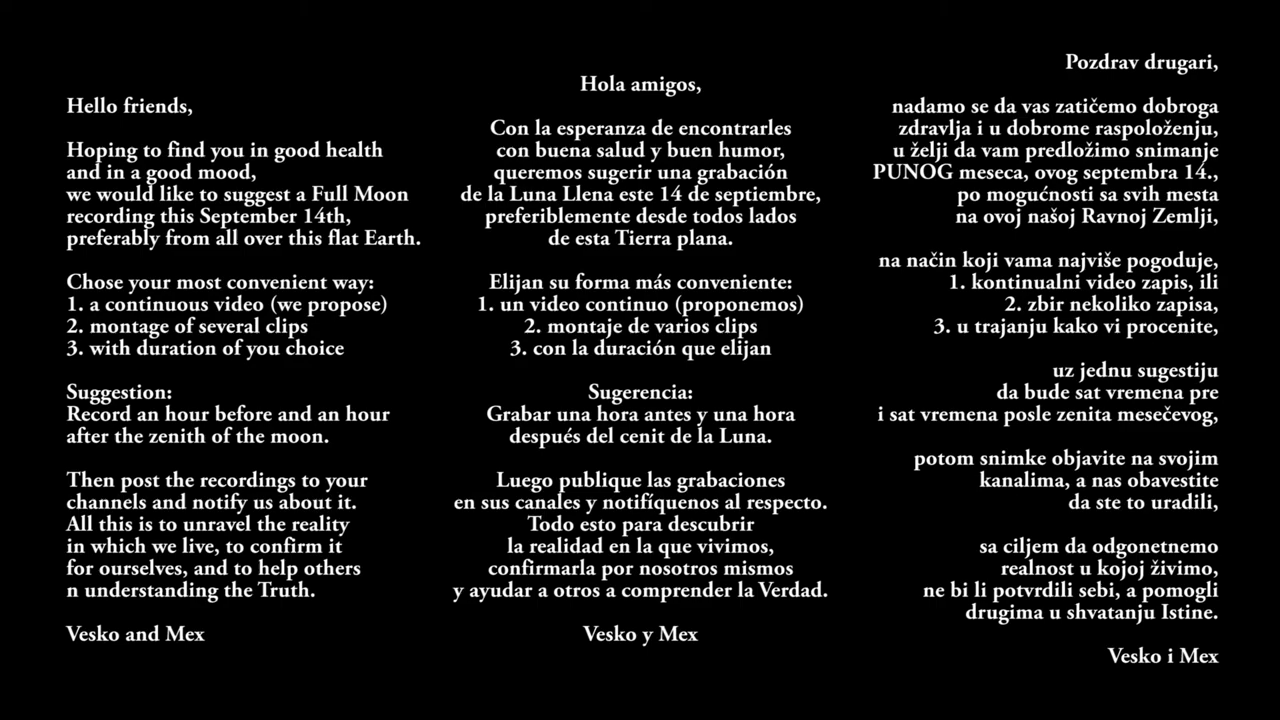 Hello friends,
Hoping to find you in good health
and in a good mood,
we would like to suggest a Full Moon
recording this September 14th,
preferably from all over this flat Earth.
Chose your most convenient way:
1. a continuous video (we propose)
2. montage of several clips
3. with duration of you choice
Suggestion:
Record an hour before and an hour
after the zenith of the moon.
Then post the recordings to your
channels and notify us about it.
All this is to unravel the reality
in which we live, to confirm it
for ourselves, and to help others
n understanding the Truth.
Vesko and Mex
Hola amigos,
Con la esperanza de encontrarles
con buena salud y buen humor,
queremos sugerir una grabación
de la Luna Llena este 14 de septiembre,
preferiblemente desde todos lados
de esta Tierra plana.
Elijan su forma más conveniente:
1. un video continuo (proponemos)
2. montaje de varios clips
3. con la duración que elijan
Sugerencia:
Grabar una hora antes y una hora
después del cenit de la Luna.
Luego publique las grabaciones
en sus canales y notifíquenos al respecto.
Todo esto para descubrir
la realidad en la que vivimos,
confirmarla por nosotros mismos
y ayudar a otros a comprender la Verdad.
Vesko y Mex
Pozdrav drugari,
nadamo se da vas zatičemo dobroga
zdravlja i u dobrome raspoloženju,
u želji da vam predložimo snimanje
PUNOG meseca, ovog septembra 14.,
po mogućnosti sa svih mesta
na ovoj našoj Ravnoj Zemlji,
na način koji vama najviše pogoduje,
1. kontinualni video zapis, ili
2. zbir nekoliko zapisa,
3. u trajanju kako vi procenite,
uz jednu sugestiju
da bude sat vremena pre
i sat vremena posle zenita mesečevog,
potom snimke objavite na svojim
kanalima, a nas obavestite
da ste to uradili,
sa ciljem da odgonetnemo
realnost u kojoj živimo,
ne bi li potvrdili sebi, a pomogli
drugima u shvatanju Istine.
Vesko i Mex